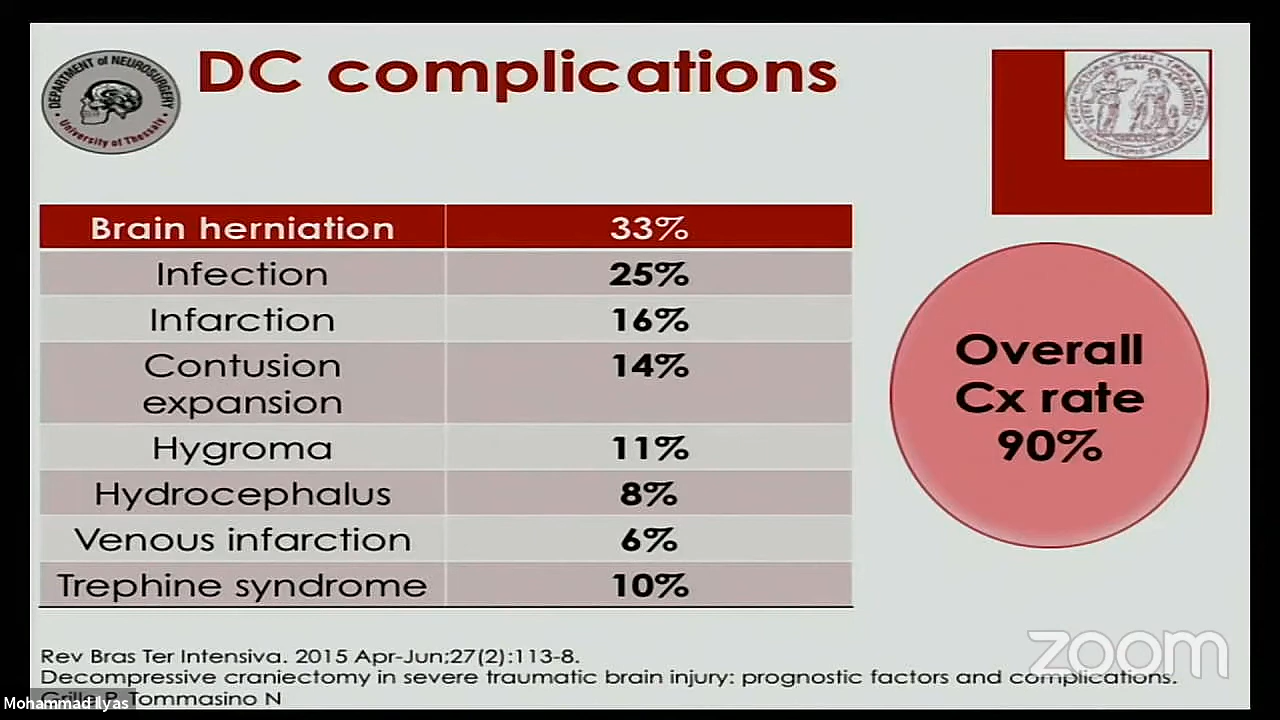 DC complications
DEPARTMENT of NEUROSURGERY
University of Thessaly
Brain herniation 33%
Infection 25%
Infarction 16%
Contusion 14%
expansion
Hygroma 11%
Hydrocephalus 8%
Venous infarction 6%
Trephine syndrome 10%
Overall
Cx rate
90%
Rev Bras Ter Intensiva. 2015 Apr-Jun;27(2):113-8.
Decompressive craniectomy in severe traumatic brain injury: prognostic factors and complications.
Tommasino N
Mohammad Ilyas
zoom